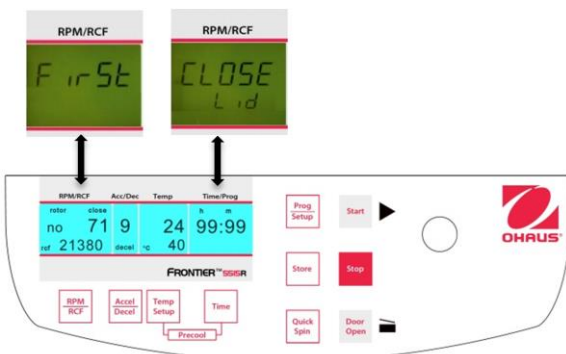 RPM/RCF
FirSt
RPM/RCF
CLOSE
Lid
RPM/RCF Acc/Dec Temp Time/Prog
rotor close h m
no 71 9 24 99:99
rcf 21380 decel °C 40
FRONTIER™ 5515R
RPM
RCF
Accel
Decel
Temp
Setup
Time
Precool
Prog
Setup
Start
Store
Stop
Quick
Spin
Door
Open
OHAUS®